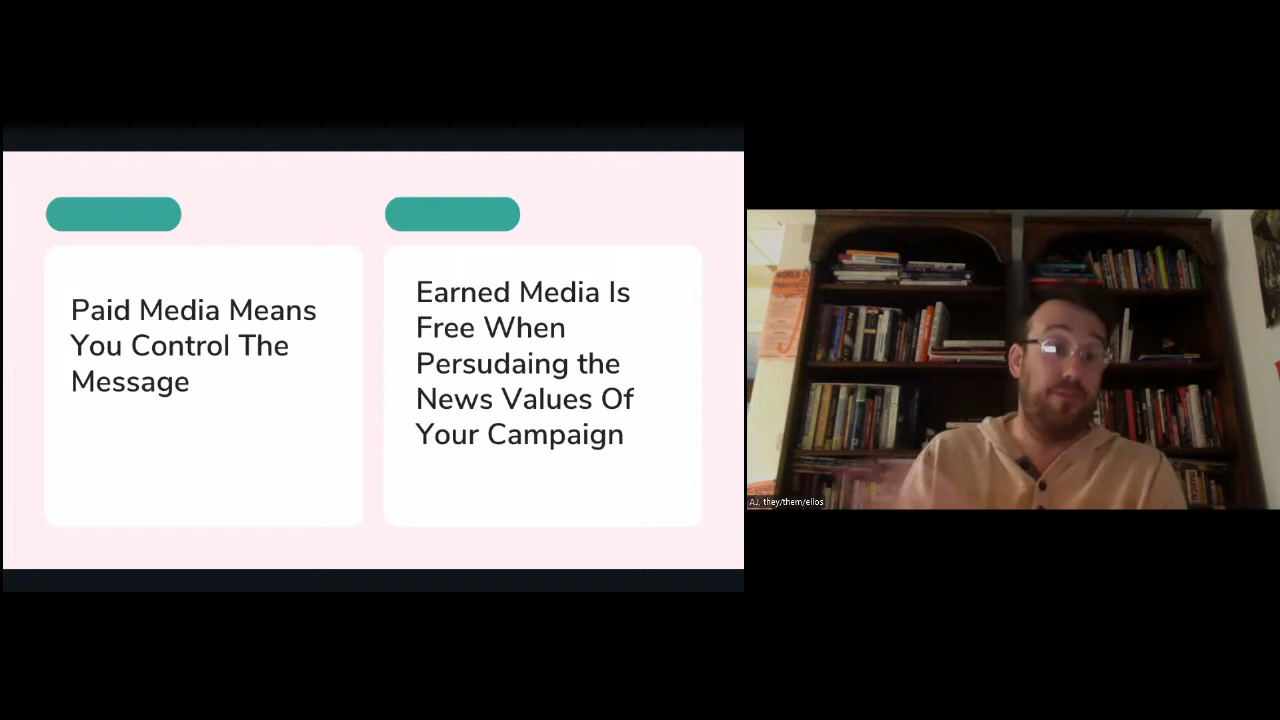 Paid Media Means
You Control The
Message
Earned Media Is
Free When
Persudaing the
News Values Of
Your Campaign
WORLD C
AJ, they/them/ellos